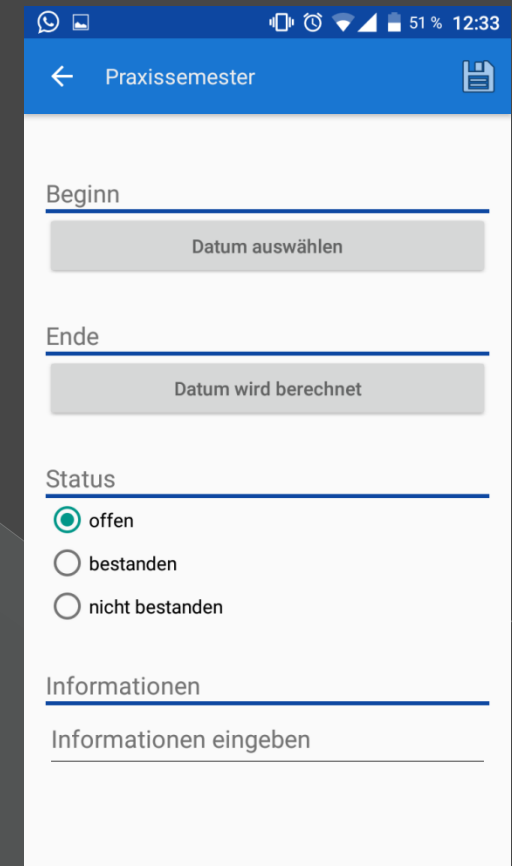 51 % 12:33
Praxissemester
Beginn
Datum auswählen
Ende
Datum wird berechnet
Status
offen
bestanden
nicht bestanden
Informationen
Informationen eingeben